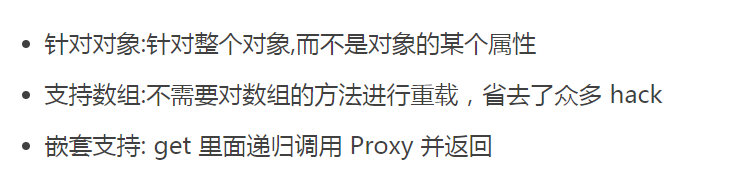 针对对象:针对整个对象,而不是对象的某个属性
支持数组:不需要对数组的方法进行重载，省去了众多 hack
嵌套支持: get 里面递归调用 Proxy 并返回